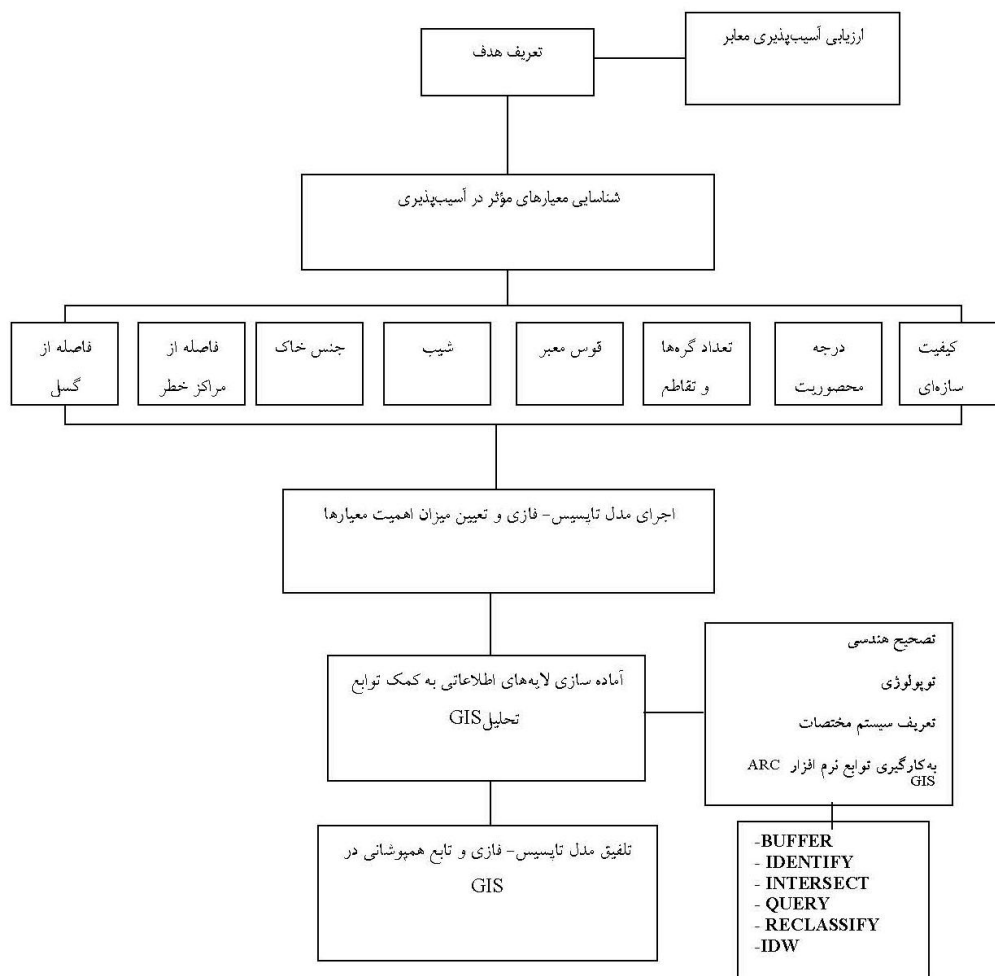 تعریف هدف
ارزیابی آسیب‌پذیری معابر
شناسایی معیارهای مؤثر در آسیب‌پذیری
کیفیت
سازه‌ای
درجه
محصوریت
تعداد گره‌ها
و تقاطع
قوس معبر
شیب
جنس خاک
فاصله از
مراکز خطر
فاصله از
گسل
اجرای مدل تاپسیس- فازی و تعیین میزان اهمیت معیارها
آماده سازی لایه‌های اطلاعاتی به کمک توابع
تحلیلGIS
تصحیح هندسی
توپولوژی
تعریف سیستم مختصات
به‌کارگیری توابع نرم افزار ARC
GIS
-BUFFER
- IDENTIFY
- INTERSECT
- QUERY
- RECLASSIFY
-IDW
تلفیق مدل تاپسیس- فازی و تابع همپوشانی در
GIS